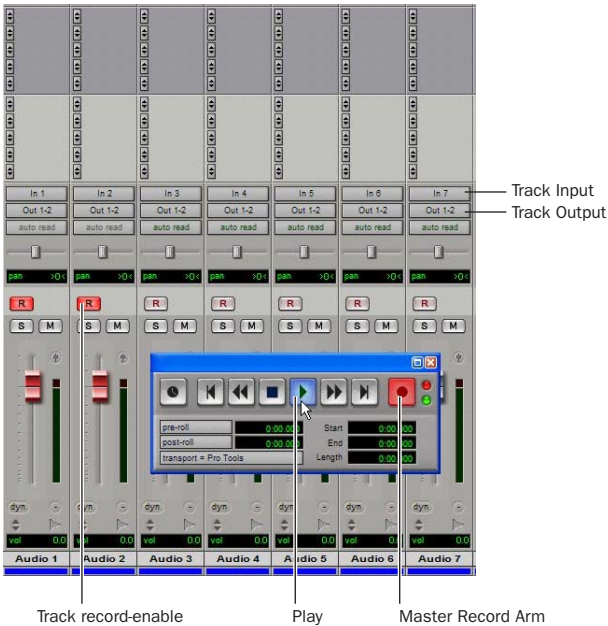 In 1 In 2 In 3 In 4 In 5 In 6 In 7 Track Input
Out 1-2 Out 1-2 Out 1-2 Out 1-2 Out 1-2 Out 1-2 Out 1-2 Track Output
auto read auto read auto read auto read auto read auto read auto read
pan >0< pan >0< pan >0< pan >0< pan >0< pan >0< pan >0<
R R R R R R R
S M S M S M S M S M S M S M
pre-roll 0:00.000 Start 0:00.000
post-roll 0:00.000 End 0:00.000
transport = Pro Tools Length 0:00.000
dyn dyn dyn dyn dyn dyn dyn
vol 0.0 vol 0.0 vol 0.0 vol 0.0 vol 0.0 vol 0.0 vol 0.0
Audio 1 Audio 2 Audio 3 Audio 4 Audio 5 Audio 6 Audio 7
Track record-enable Play Master Record Arm